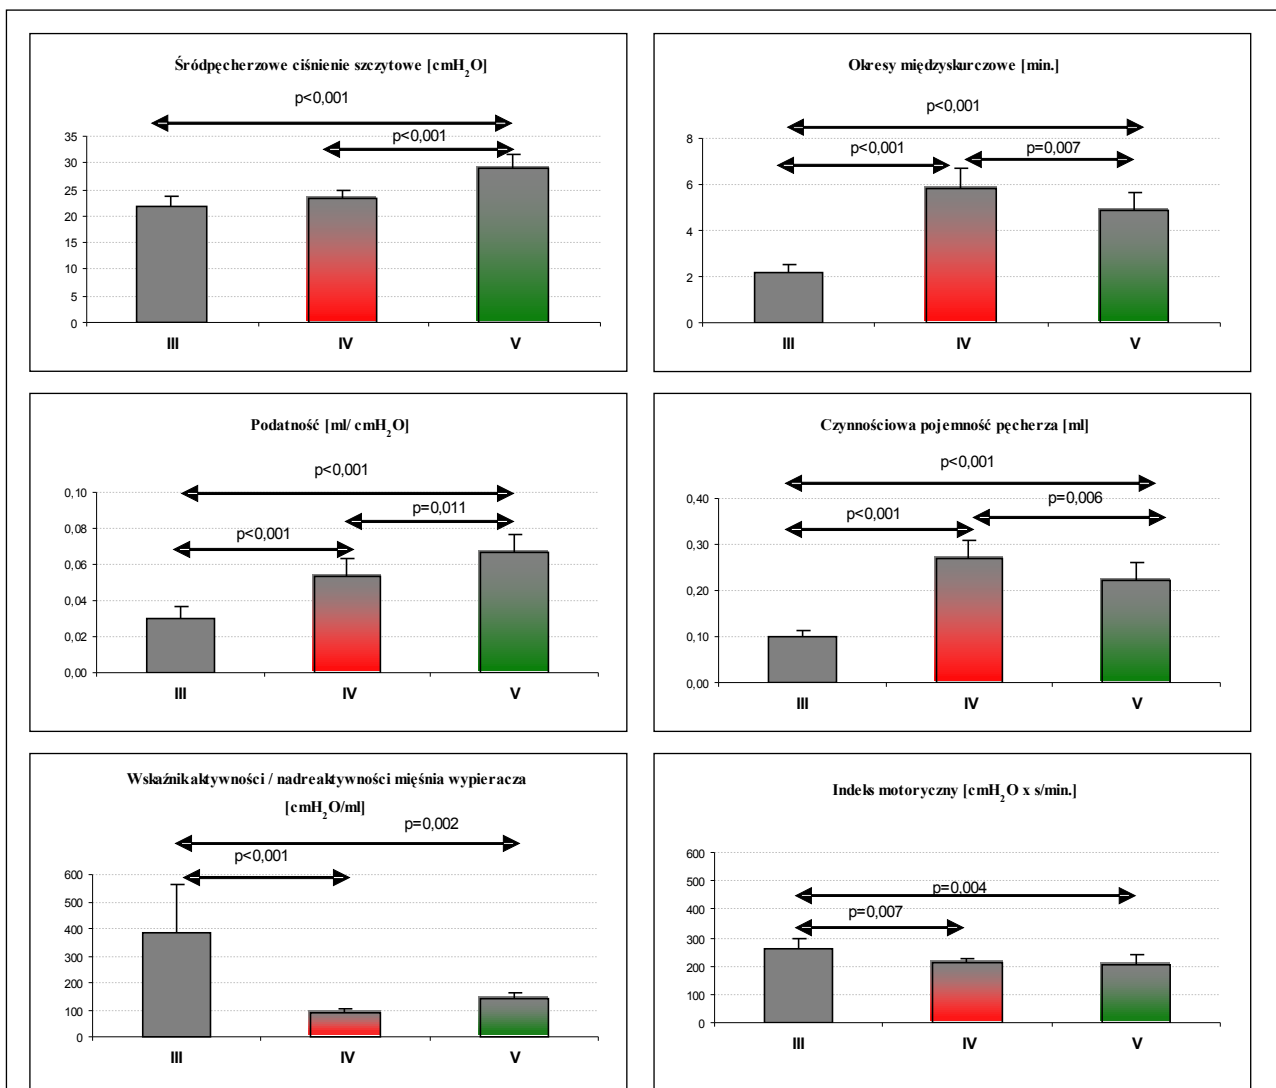 Śródpęcherzowe ciśnienie szczytowe [cmH2O]
p<0,001
p<0,001
35
30
25
20
15
10
5
0
III IV V
Okresy międzyskurczowe [min.]
p<0,001
p<0,001 p=0,007
8
6
4
2
0
III IV V
Podatność [ml/ cmH2O]
p<0,001
p=0,011
p<0,001
0,10
0,08
0,06
0,04
0,02
0,00
III IV V
Czynnościowa pojemność pęcherza [ml]
p<0,001
p=0,006
p<0,001
0,40
0,30
0,20
0,10
0,00
III IV V
Wskaźnik aktywności / nadreaktywności mięśnia wypieracza
[cmH2O/ml]
p=0,002
p<0,001
600
500
400
300
200
100
0
III IV V
Indeks motoryczny [cmH2O x s/min.]
p=0,004
p=0,007
600
500
400
300
200
100
0
III IV V